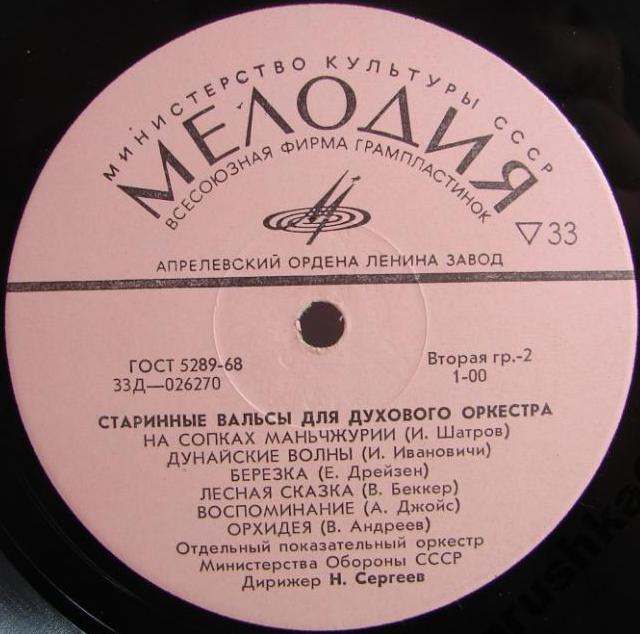 МИНИСТЕРСТВО КУЛЬТУРЫ СССР
МЕЛОДИЯ
ВСЕСОЮЗНАЯ ФИРМА ГРАМПЛАСТИНОК
▽33
АПРЕЛЕВСКИЙ ОРДЕНА ЛЕНИНА ЗАВОД
ГОСТ 5289-68
33Д—026270
Вторая гр.-2
1-00
СТАРИННЫЕ ВАЛЬСЫ ДЛЯ ДУХОВОГО ОРКЕСТРА
НА СОПКАХ МАНЬЧЖУРИИ (И. Шатров)
ДУНАЙСКИЕ ВОЛНЫ (И. Ивановичи)
БЕРЕЗКА (Е. Дрейзен)
ЛЕСНАЯ СКАЗКА (В. Беккер)
ВОСПОМИНАНИЕ (А. Джойс)
ОРХИДЕЯ (В. Андреев)
Отдельный показательный оркестр
Министерства Обороны СССР
Дирижер Н. Сергеев